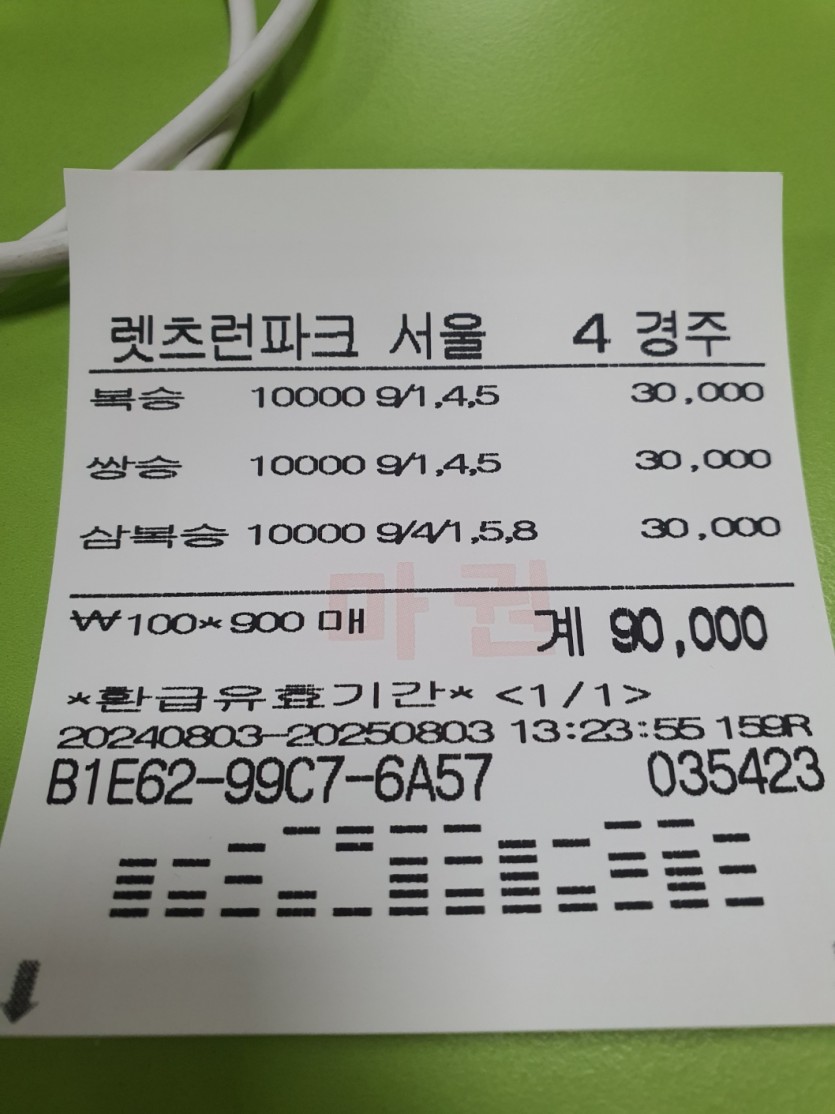 렛츠런파크 서울 4 경주
복승 10000 9/1,4,5 30,000
쌍승 10000 9/1,4,5 30,000
삼복승 10000 9/4/1,5,8 30,000
마권
₩100*900 매 계 90,000
*환급유효기간* <1/1>
20240803-20250803 13:23:55 159R
B1E62-99C7-6A57 035423